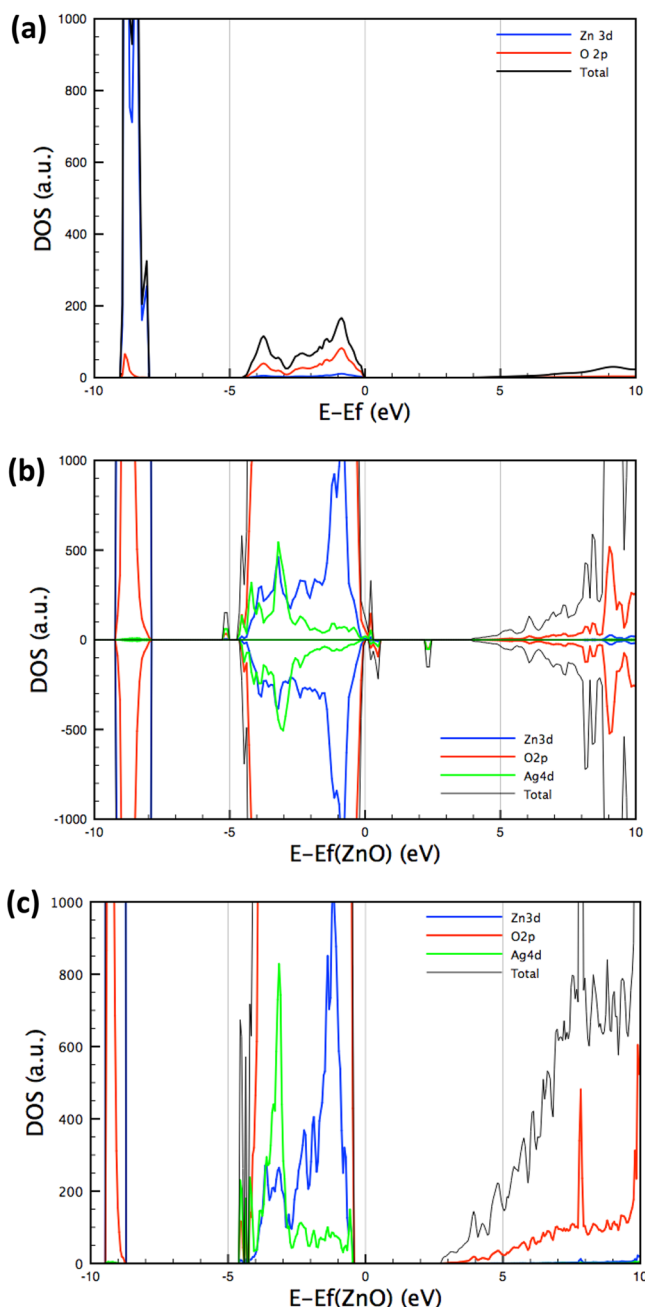 (a)
1000
800
600
400
200
0
DOS (a.u.)
Zn 3d
O 2p
Total
-10 -5 0 5 10
E-Ef (eV)
(b)
1000
500
0
-500
-1000
DOS (a.u.)
Zn3d
O2p
Ag4d
Total
-10 -5 0 5 10
E-Ef(ZnO) (eV)
(c)
1000
800
600
400
200
0
DOS (a.u.)
Zn3d
O2p
Ag4d
Total
-10 -5 0 5 10
E-Ef(ZnO) (eV)